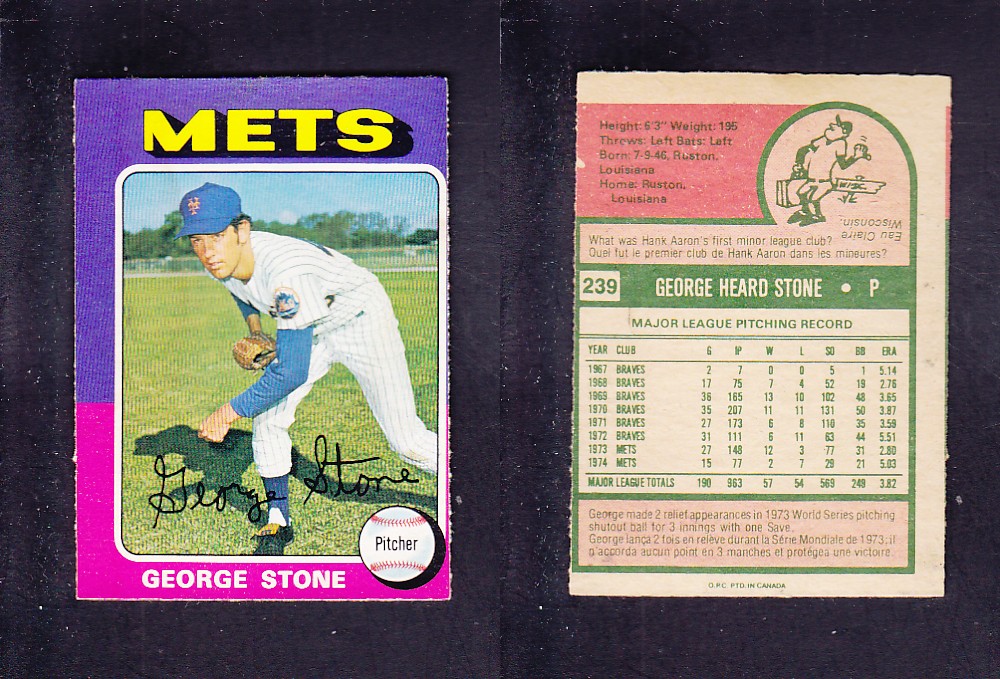 METS
George Stone
Pitcher
GEORGE STONE
Height: 6'3" Weight: 195
Throws: Left Bats: Left
Born: 7-9-46, Ruston,
Louisiana
Home: Ruston,
Louisiana
Eau Claire
Wisconsin.
What was Hank Aaron's first minor league club?
Quel fut le premier club de Hank Aaron dans les mineures?
239 GEORGE HEARD STONE • P
MAJOR LEAGUE PITCHING RECORD
YEAR CLUB G IP W L SO BB ERA
1967 BRAVES 2 7 0 0 5 1 5.14
1968 BRAVES 17 75 7 4 52 19 2.76
1969 BRAVES 36 165 13 10 102 48 3.65
1970 BRAVES 35 207 11 11 131 50 3.87
1971 BRAVES 27 173 6 8 110 35 3.59
1972 BRAVES 31 111 6 11 63 44 5.51
1973 METS 27 148 12 3 77 31 2.80
1974 METS 15 77 2 7 29 21 5.03
MAJOR LEAGUE TOTALS 190 963 57 54 569 249 3.82
George made 2 relief appearances in 1973 World Series pitching
shutout ball for 3 innings with one Save.
George lança 2 fois en relève durant la Série Mondiale de 1973; il
n'accorda aucun point en 3 manches et protégea une victoire.
O.P.C. PTD. IN CANADA